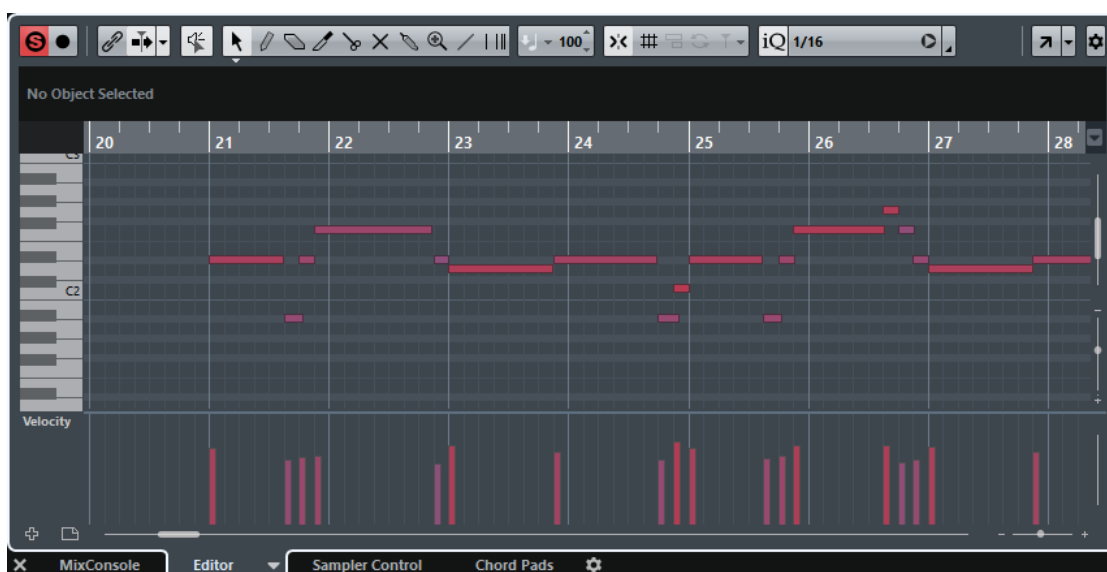 100 iQ 1/16
No Object Selected
20 21 22 23 24 25 26 27 28
C3
C2
Velocity
MixConsole Editor Sampler Control Chord Pads